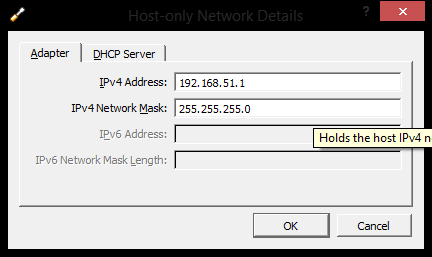 Host-only Network Details
?
Adapter DHCP Server
IPv4 Address: 192.168.51.1
IPv4 Network Mask: 255.255.255.0
IPv6 Address:
Holds the host IPv4 n
IPv6 Network Mask Length:
OK Cancel